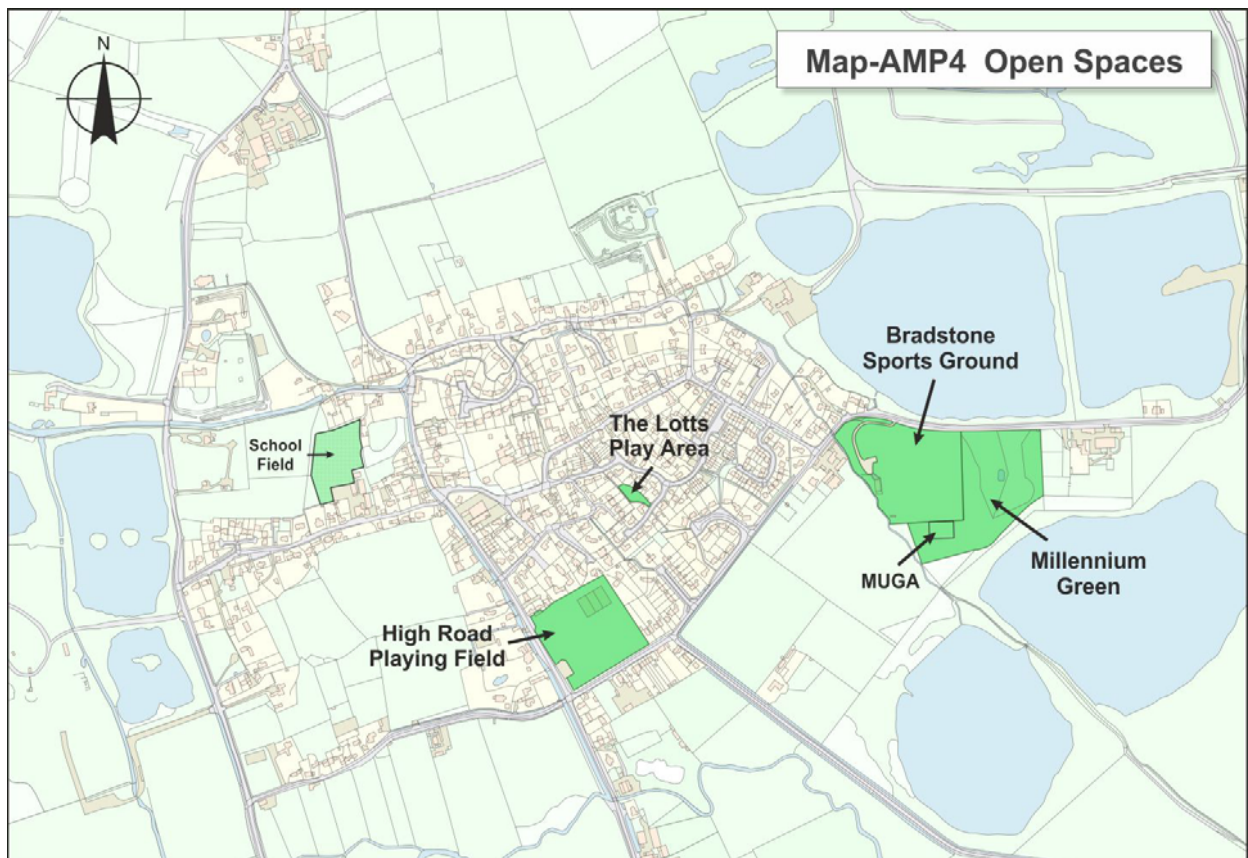 N
Map-AMP4 Open Spaces
Bradstone
Sports Ground
The Lotts
Play Area
School
Field
MUGA
Millennium
Green
High Road
Playing Field